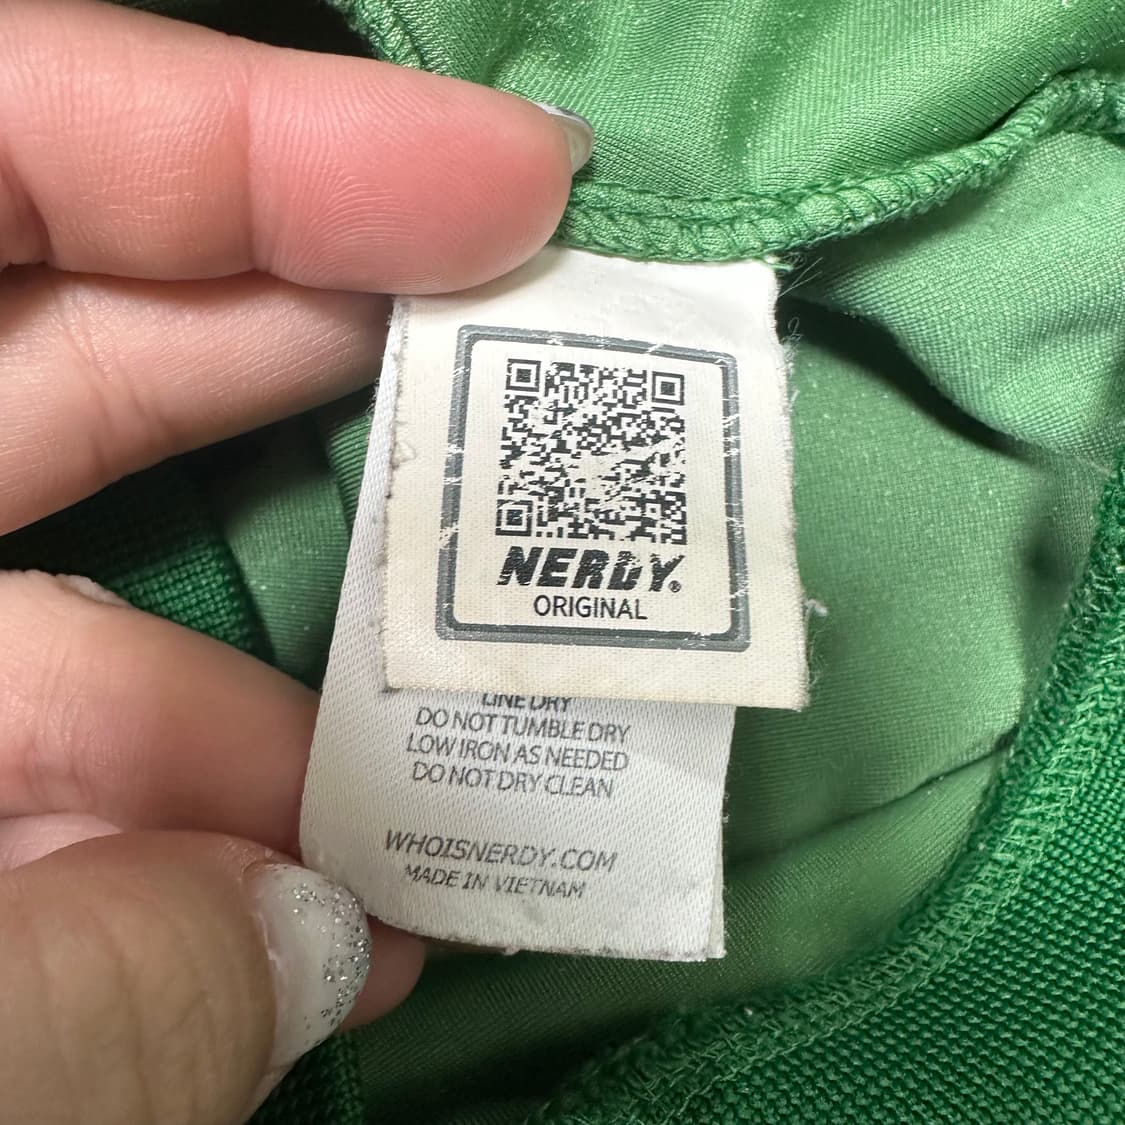 NERDY®
ORIGINAL
LINE DRY
DO NOT TUMBLE DRY
LOW IRON AS NEEDED
DO NOT DRY CLEAN
WHOISNERDY.COM
MADE IN VIETNAM